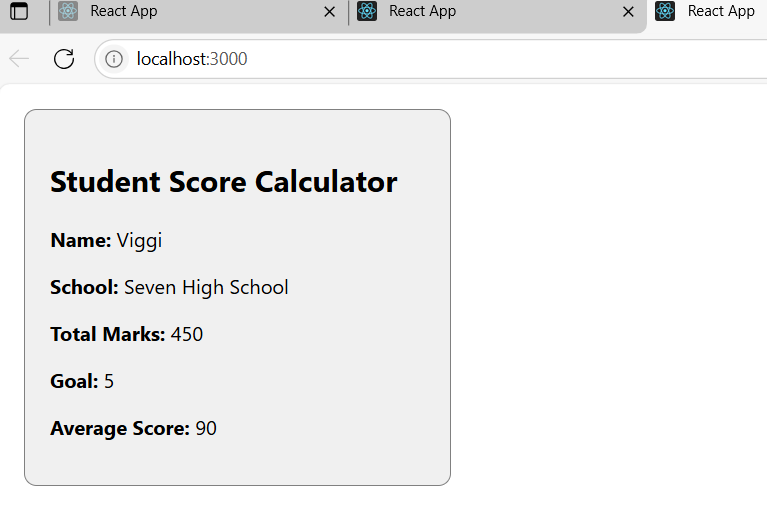 React App React App React App
localhost:3000
Student Score Calculator
Name: Viggi
School: Seven High School
Total Marks: 450
Goal: 5
Average Score: 90